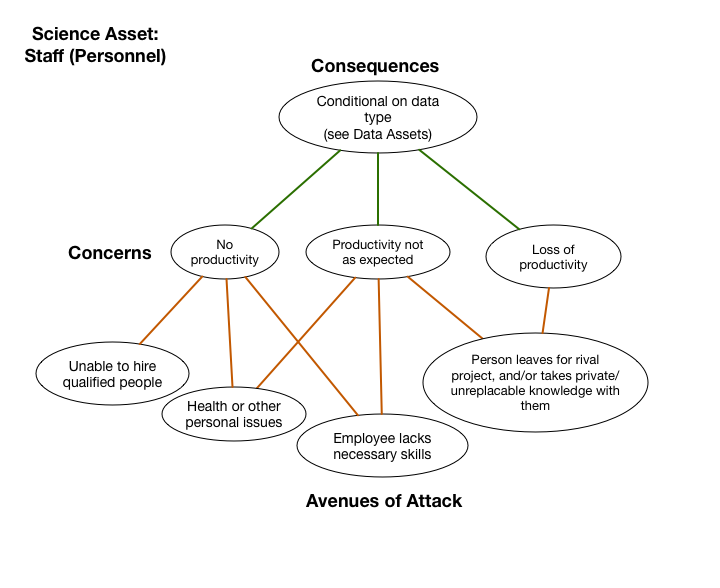 Science Asset:
Staff (Personnel)
Consequences
Conditional on data
type
(see Data Assets)
Concerns
No
productivity
Productivity not
as expected
Loss of
productivity
Unable to hire
qualified people
Health or other
personal issues
Employee lacks
necessary skills
Person leaves for rival
project, and/or takes private/
unreplacable knowledge with
them
Avenues of Attack